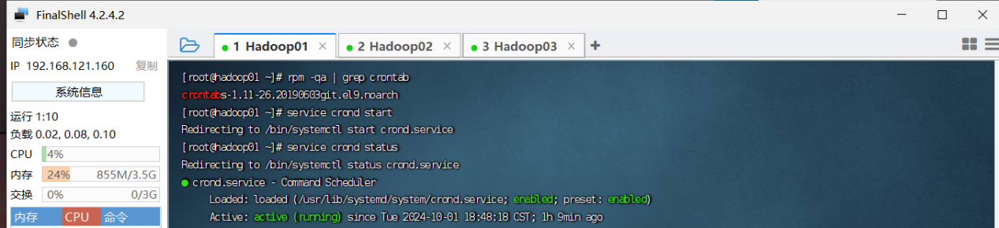 FinalShell 4.2.4.2
同步状态
IP 192.168.121.160 复制
系统信息
运行 1:10
负载 0.02, 0.08, 0.10
CPU 4%
内存 24% 855M/3.5G
交换 0% 0/3G
内存 CPU 命令
1 Hadoop01 × 2 Hadoop02 × 3 Hadoop03 × +
[root@hadoop01 ~]# rpm -qa | grep crontab
crontabs-1.11-26.20190603git.el9.noarch
[root@hadoop01 ~]# service crond start
Redirecting to /bin/systemctl start crond.service
[root@hadoop01 ~]# service crond status
Redirecting to /bin/systemctl status crond.service
● crond.service - Command Scheduler
Loaded: loaded (/usr/lib/systemd/system/crond.service; enabled; preset: enabled)
Active: active (running) since Tue 2024-10-01 18:48:18 CST; 1h 9min ago